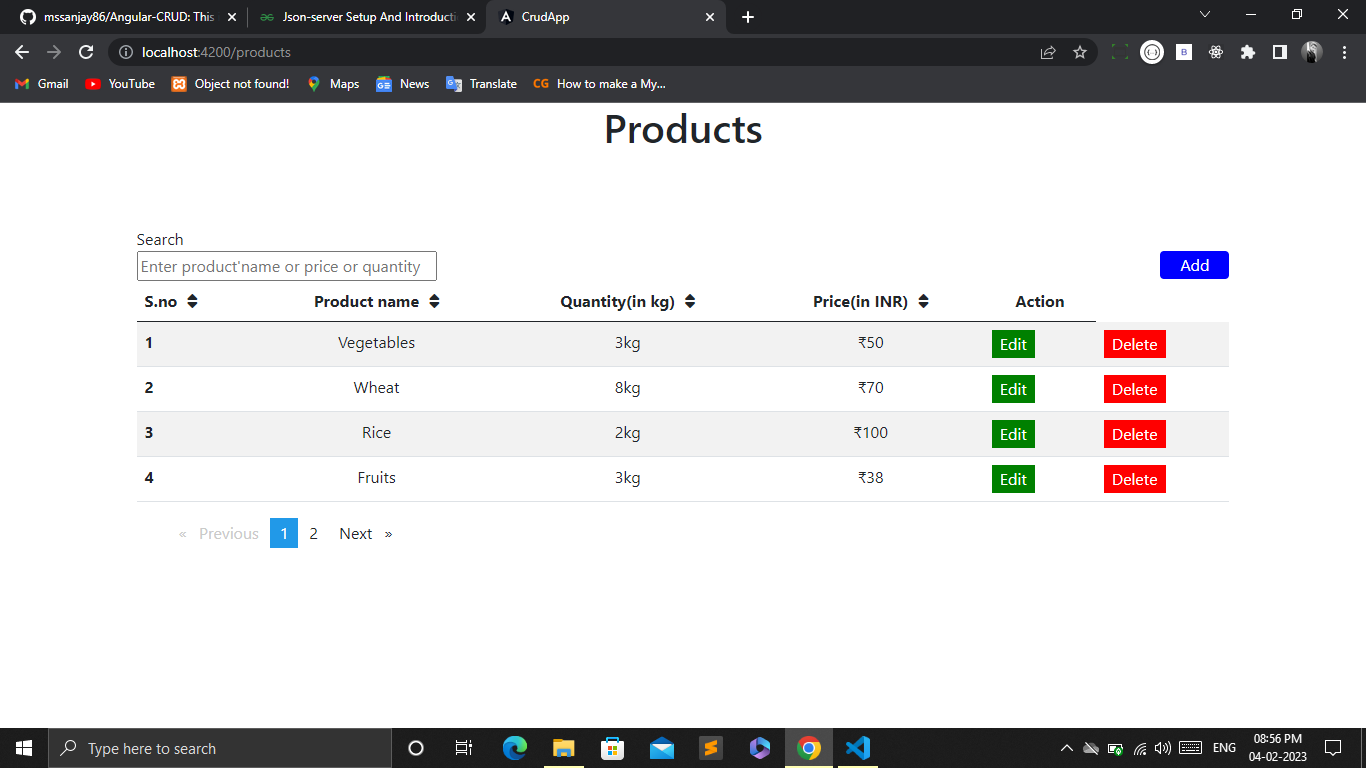 mssanjay86/Angular-CRUD: This
Json-server Setup And Introducti
CrudApp
localhost:4200/products
Gmail YouTube Object not found! Maps News Translate CG How to make a My...
Products
Search
Enter product'name or price or quantity Add
S.no Product name Quantity(in kg) Price(in INR) Action
1 Vegetables 3kg ₹50 Edit Delete
2 Wheat 8kg ₹70 Edit Delete
3 Rice 2kg ₹100 Edit Delete
4 Fruits 3kg ₹38 Edit Delete
« Previous 1 2 Next »
Type here to search
ENG
08:56 PM
04-02-2023